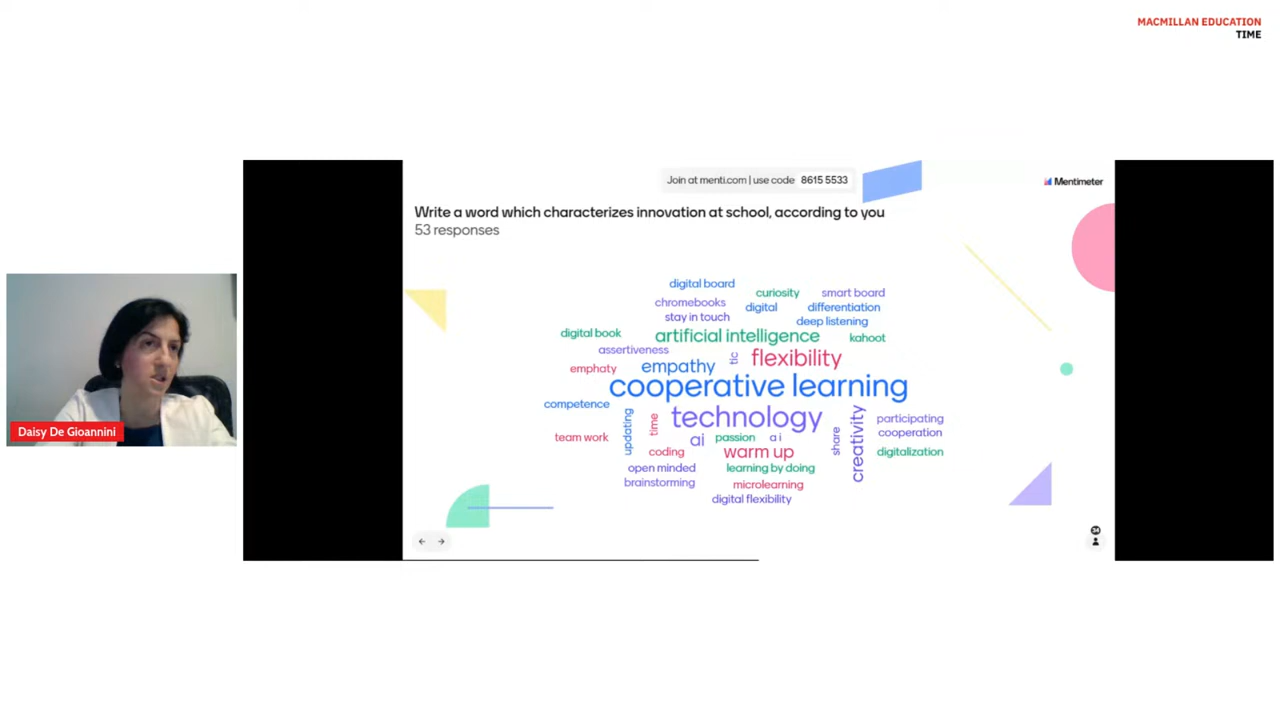 MACMILLAN EDUCATION
TIME
Join at menti.com | use code 8615 5533
Mentimeter
Write a word which characterizes innovation at school, according to you
53 responses
digital board
curiosity
smart board
chromebooks
digital
differentiation
stay in touch
deep listening
digital book
artificial intelligence
kahoot
assertiveness
tic
flexibility
emphaty
empathy
cooperative learning
competence
updating
time
technology
creativity
participating
cooperation
team work
ai
passion
a i
share
coding
warm up
digitalization
open minded
learning by doing
brainstorming
microlearning
digital flexibility
Daisy De Gioannini
34